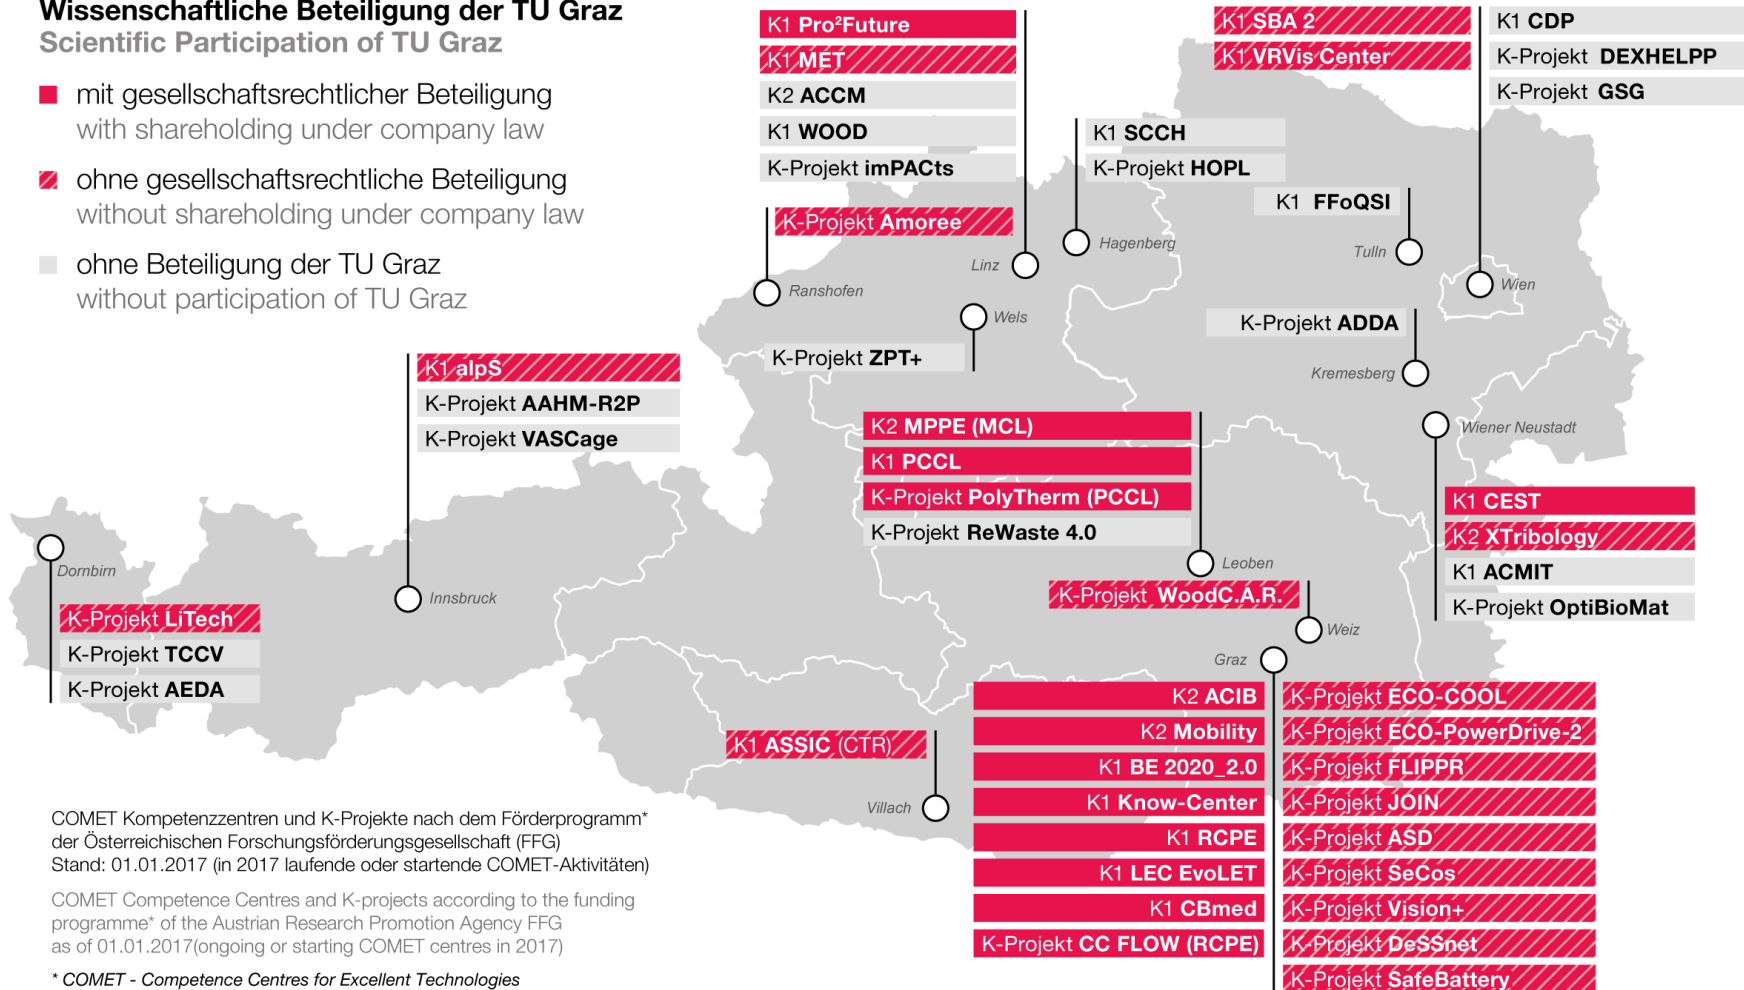 Wissenschaftliche Beteiligung der TU Graz
Scientific Participation of TU Graz
mit gesellschaftsrechtlicher Beteiligung
with shareholding under company law
ohne gesellschaftsrechtliche Beteiligung
without shareholding under company law
ohne Beteiligung der TU Graz
without participation of TU Graz
K1 Pro²Future
K1 MET
K2 ACCM
K1 WOOD
K-Projekt imPACts
Linz
K1 SBA 2
K1 VRVis Center
K1 CDP
K-Projekt DEXHELPP
K-Projekt GSG
Wien
K1 SCCH
K-Projekt HOPL
Hagenberg
K1 FFoQSI
Tulln
K-Projekt Amoree
Ranshofen
Wels
K-Projekt ZPT+
K-Projekt ADDA
Kremesberg
K1 alpS
K-Projekt AAHM-R2P
K-Projekt VASCage
Innsbruck
K2 MPPE (MCL)
K1 PCCL
K-Projekt PolyTherm (PCCL)
K-Projekt ReWaste 4.0
Leoben
Wiener Neustadt
K1 CEST
K2 XTribology
K1 ACMIT
K-Projekt OptiBioMat
Dornbirn
K-Projekt LiTech
K-Projekt TCCV
K-Projekt AEDA
K-Projekt WoodC.A.R.
Weiz
Graz
K2 ACIB
K2 Mobility
K1 BE 2020_2.0
K1 Know-Center
K1 RCPE
K1 LEC EvoLET
K1 CBmed
K-Projekt CC FLOW (RCPE)
K-Projekt ECO-COOL
K-Projekt ECO-PowerDrive-2
K-Projekt FLIPPR
K-Projekt JOIN
K-Projekt ASD
K-Projekt SeCos
K-Projekt Vision+
K-Projekt DeSSnet
K-Projekt SafeBattery
K1 ASSIC (CTR)
Villach
COMET Kompetenzzentren und K-Projekte nach dem Förderprogramm*
der Österreichischen Forschungsförderungsgesellschaft (FFG)
Stand: 01.01.2017 (in 2017 laufende oder startende COMET-Aktivitäten)
COMET Competence Centres and K-projects according to the funding
programme* of the Austrian Research Promotion Agency FFG
as of 01.01.2017(ongoing or starting COMET centres in 2017)
* COMET - Competence Centres for Excellent Technologies